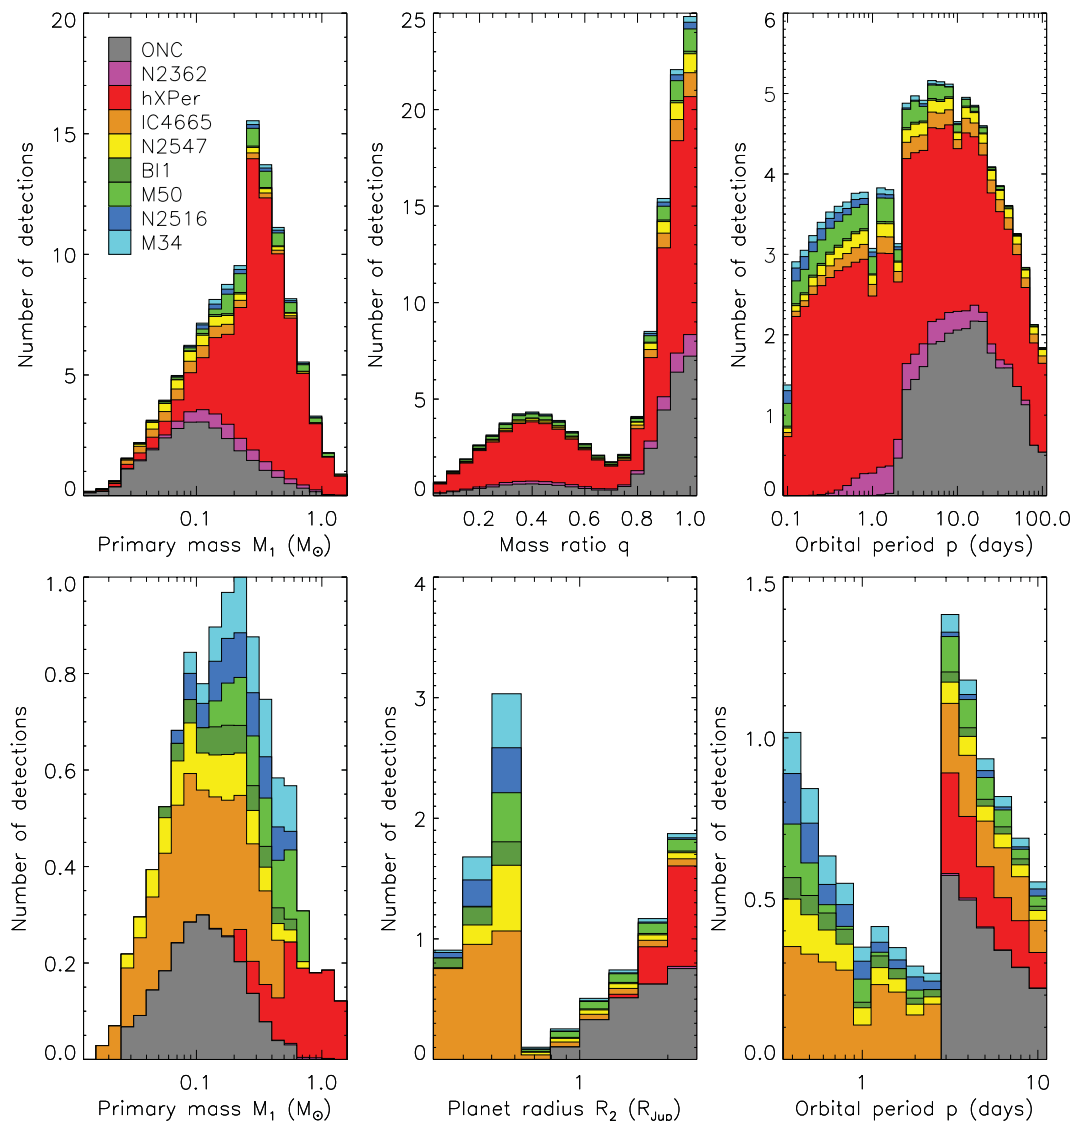 20
15
10
5
0
Number of detections
ONC
N2362
hXPer
IC4665
N2547
Bl1
M50
N2516
M34
0.1
1.0
Primary mass M₁ (M☉)
25
20
15
10
5
0
Number of detections
0.2 0.4 0.6 0.8 1.0
Mass ratio q
6
5
4
3
2
1
0
Number of detections
0.1 1.0 10.0 100.0
Orbital period p (days)
1.0
0.8
0.6
0.4
0.2
0.0
Number of detections
0.1 1.0
Primary mass M₁ (M☉)
4
3
2
1
0
Number of detections
1
Planet radius R₂ (RJup)
1.5
1.0
0.5
0.0
Number of detections
1 10
Orbital period p (days)